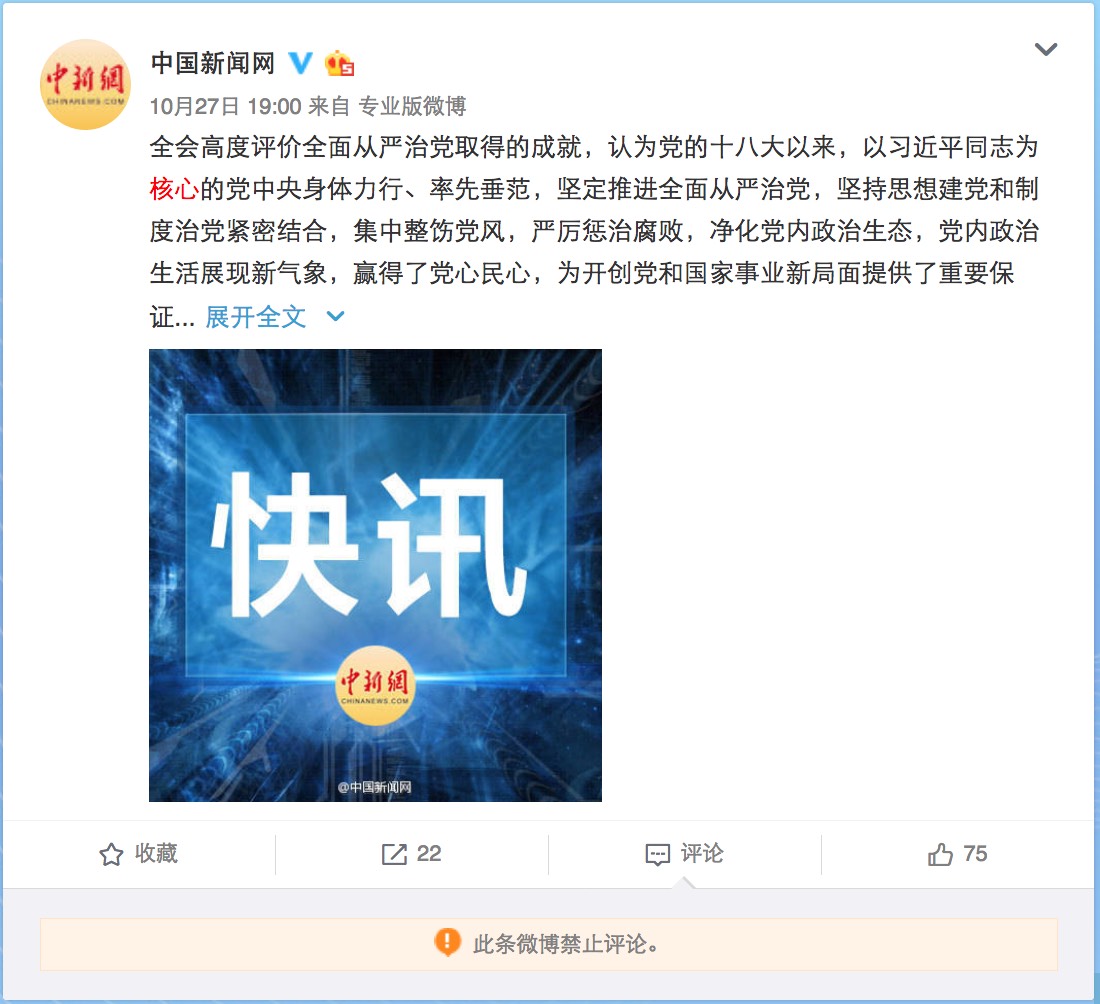 中新網
CHINANEWS.COM
中国新闻网
10月27日 19:00 来自 专业版微博
全会高度评价全面从严治党取得的成就，认为党的十八大以来，以习近平同志为
核心的党中央身体力行、率先垂范，坚定推进全面从严治党，坚持思想建党和制
度治党紧密结合，集中整饬党风，严厉惩治腐败，净化党内政治生态，党内政治
生活展现新气象，赢得了党心民心，为开创党和国家事业新局面提供了重要保
证... 展开全文
快讯
中新網
CHINANEWS.COM
@中国新闻网
收藏 22 评论 75
此条微博禁止评论。